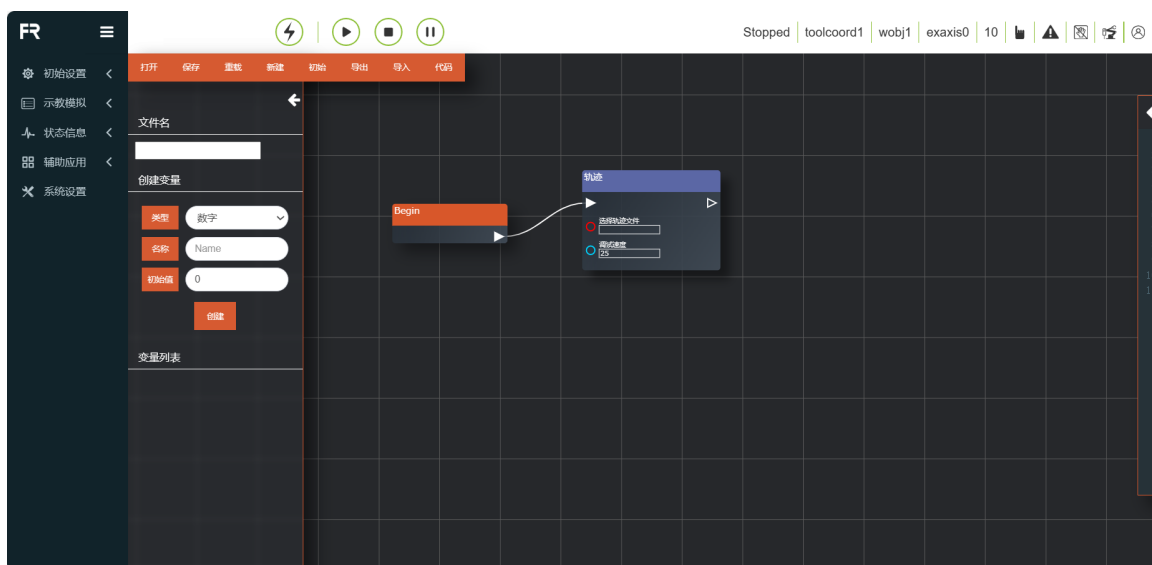 FR
Stopped toolcoord1 wobj1 exaxis0 10
打开 保存 重载 新建 初始 导出 导入 代码
初始设置
示教模拟
状态信息
辅助应用
系统设置
文件名
创建变量
类型 数字
名称 Name
初始值 0
创建
变量列表
Begin
轨迹
选择轨迹文件
调试速度
25